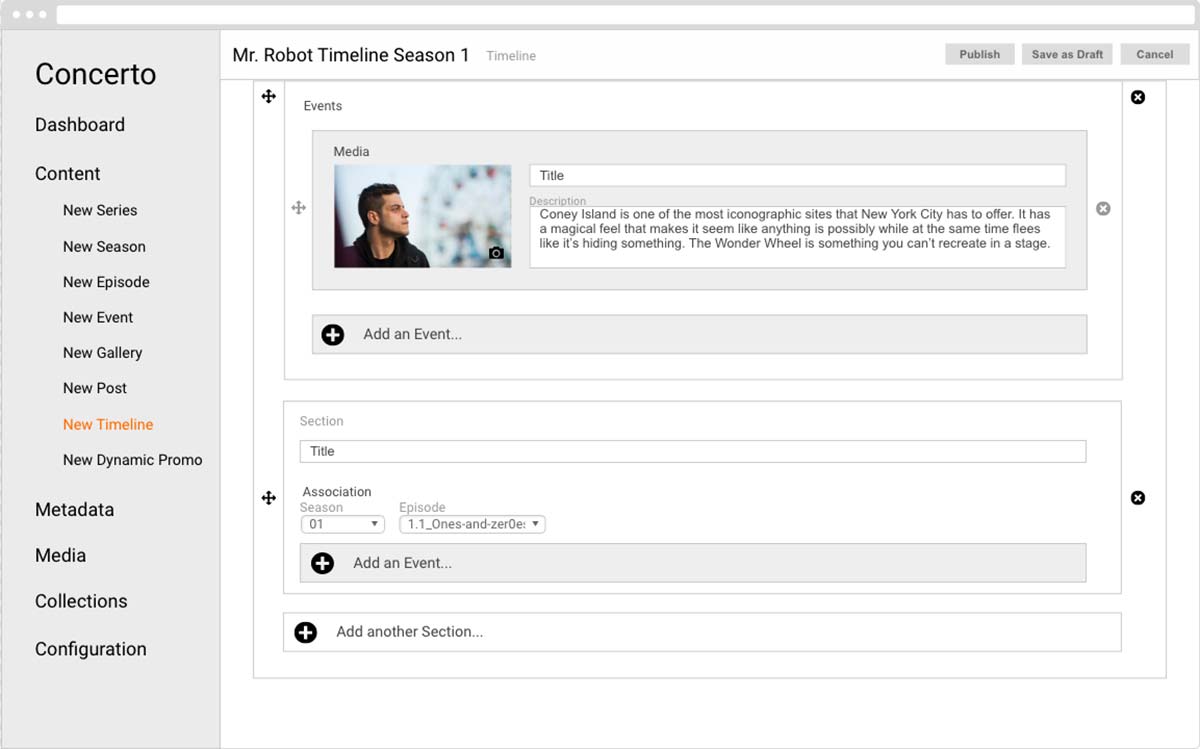 Concerto
Dashboard
Content
New Series
New Season
New Episode
New Event
New Gallery
New Post
New Timeline
New Dynamic Promo
Metadata
Media
Collections
Configuration
Mr. Robot Timeline Season 1 Timeline
Publish Save as Draft Cancel
Events
Media
Title
Description
Coney Island is one of the most iconographic sites that New York City has to offer. It has
a magical feel that makes it seem like anything is possibly while at the same time flees
like it's hiding something. The Wonder Wheel is something you can't recreate in a stage.
Add an Event...
Section
Title
Association
Season Episode
01 1.1_Ones-and-zer0es
Add an Event...
Add another Section...